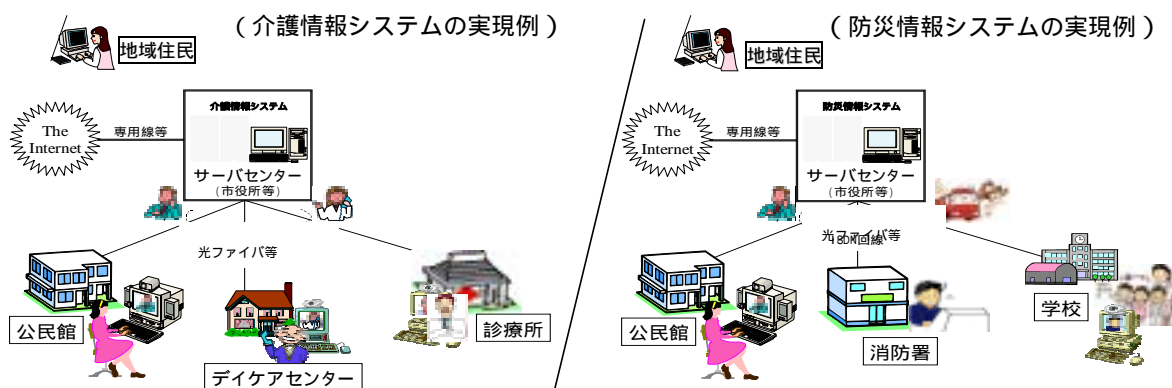 (介護情報システムの実現例)
地域住民
介護情報システム
The
Internet
専用線等
サーバセンター
(市役所等)
光ファイバ等
公民館
デイケアセンター
診療所
(防災情報システムの実現例)
地域住民
防災情報システム
The
Internet
専用線等
サーバセンター
(市役所等)
光ファイバ等
ISDN回線
公民館
消防署
学校